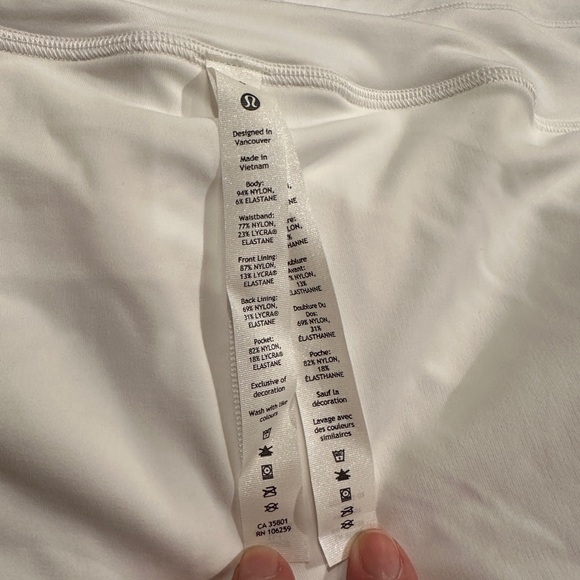 Designed in
Vancouver
Made in
Vietnam
Body:
94% NYLON,
6% ELASTANE
Waistband:
77% NYLON,
23% LYCRA®
ELASTANE
Front Lining:
87% NYLON,
13% LYCRA®
ELASTANE
Back Lining:
69% NYLON,
31% LYCRA®
ELASTANE
Pocket:
82% NYLON,
18% LYCRA®
ELASTANE
Exclusive of
decoration
Wash with like
colours
CA 35801
RN 106259
13%
Doublure Du
Dos:
69% NYLON,
31%
ÉLASTHANNE
Poche:
82% NYLON,
18%
ÉLASTHANNE
Sauf la
décoration
Lavage avec
des couleurs
similaires